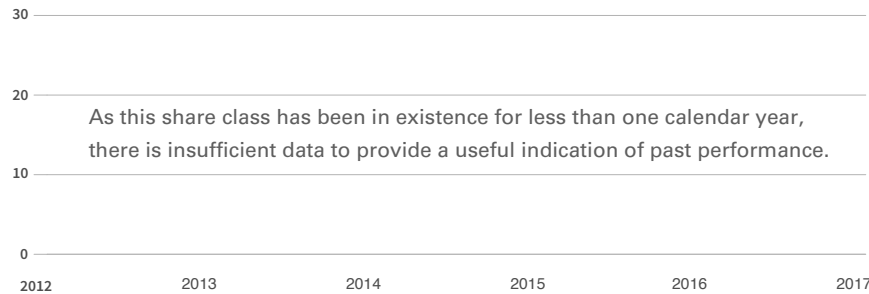 30
20
As this share class has been in existence for less than one calendar year,
there is insufficient data to provide a useful indication of past performance.
10
0
2012 2013 2014 2015 2016 2017